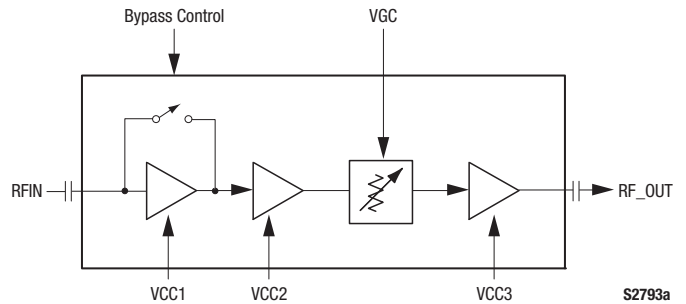 Bypass Control
VGC
RFIN
RF_OUT
VCC1
VCC2
VCC3
S2793a